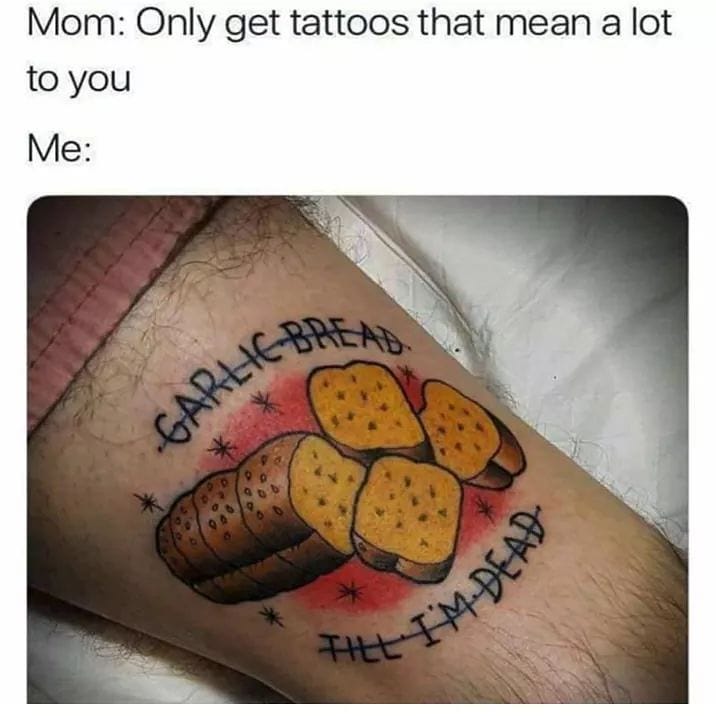 Mom: Only get tattoos that mean a lot
to you
Me:
GARLIC BREAD
TILL I'M DEAD